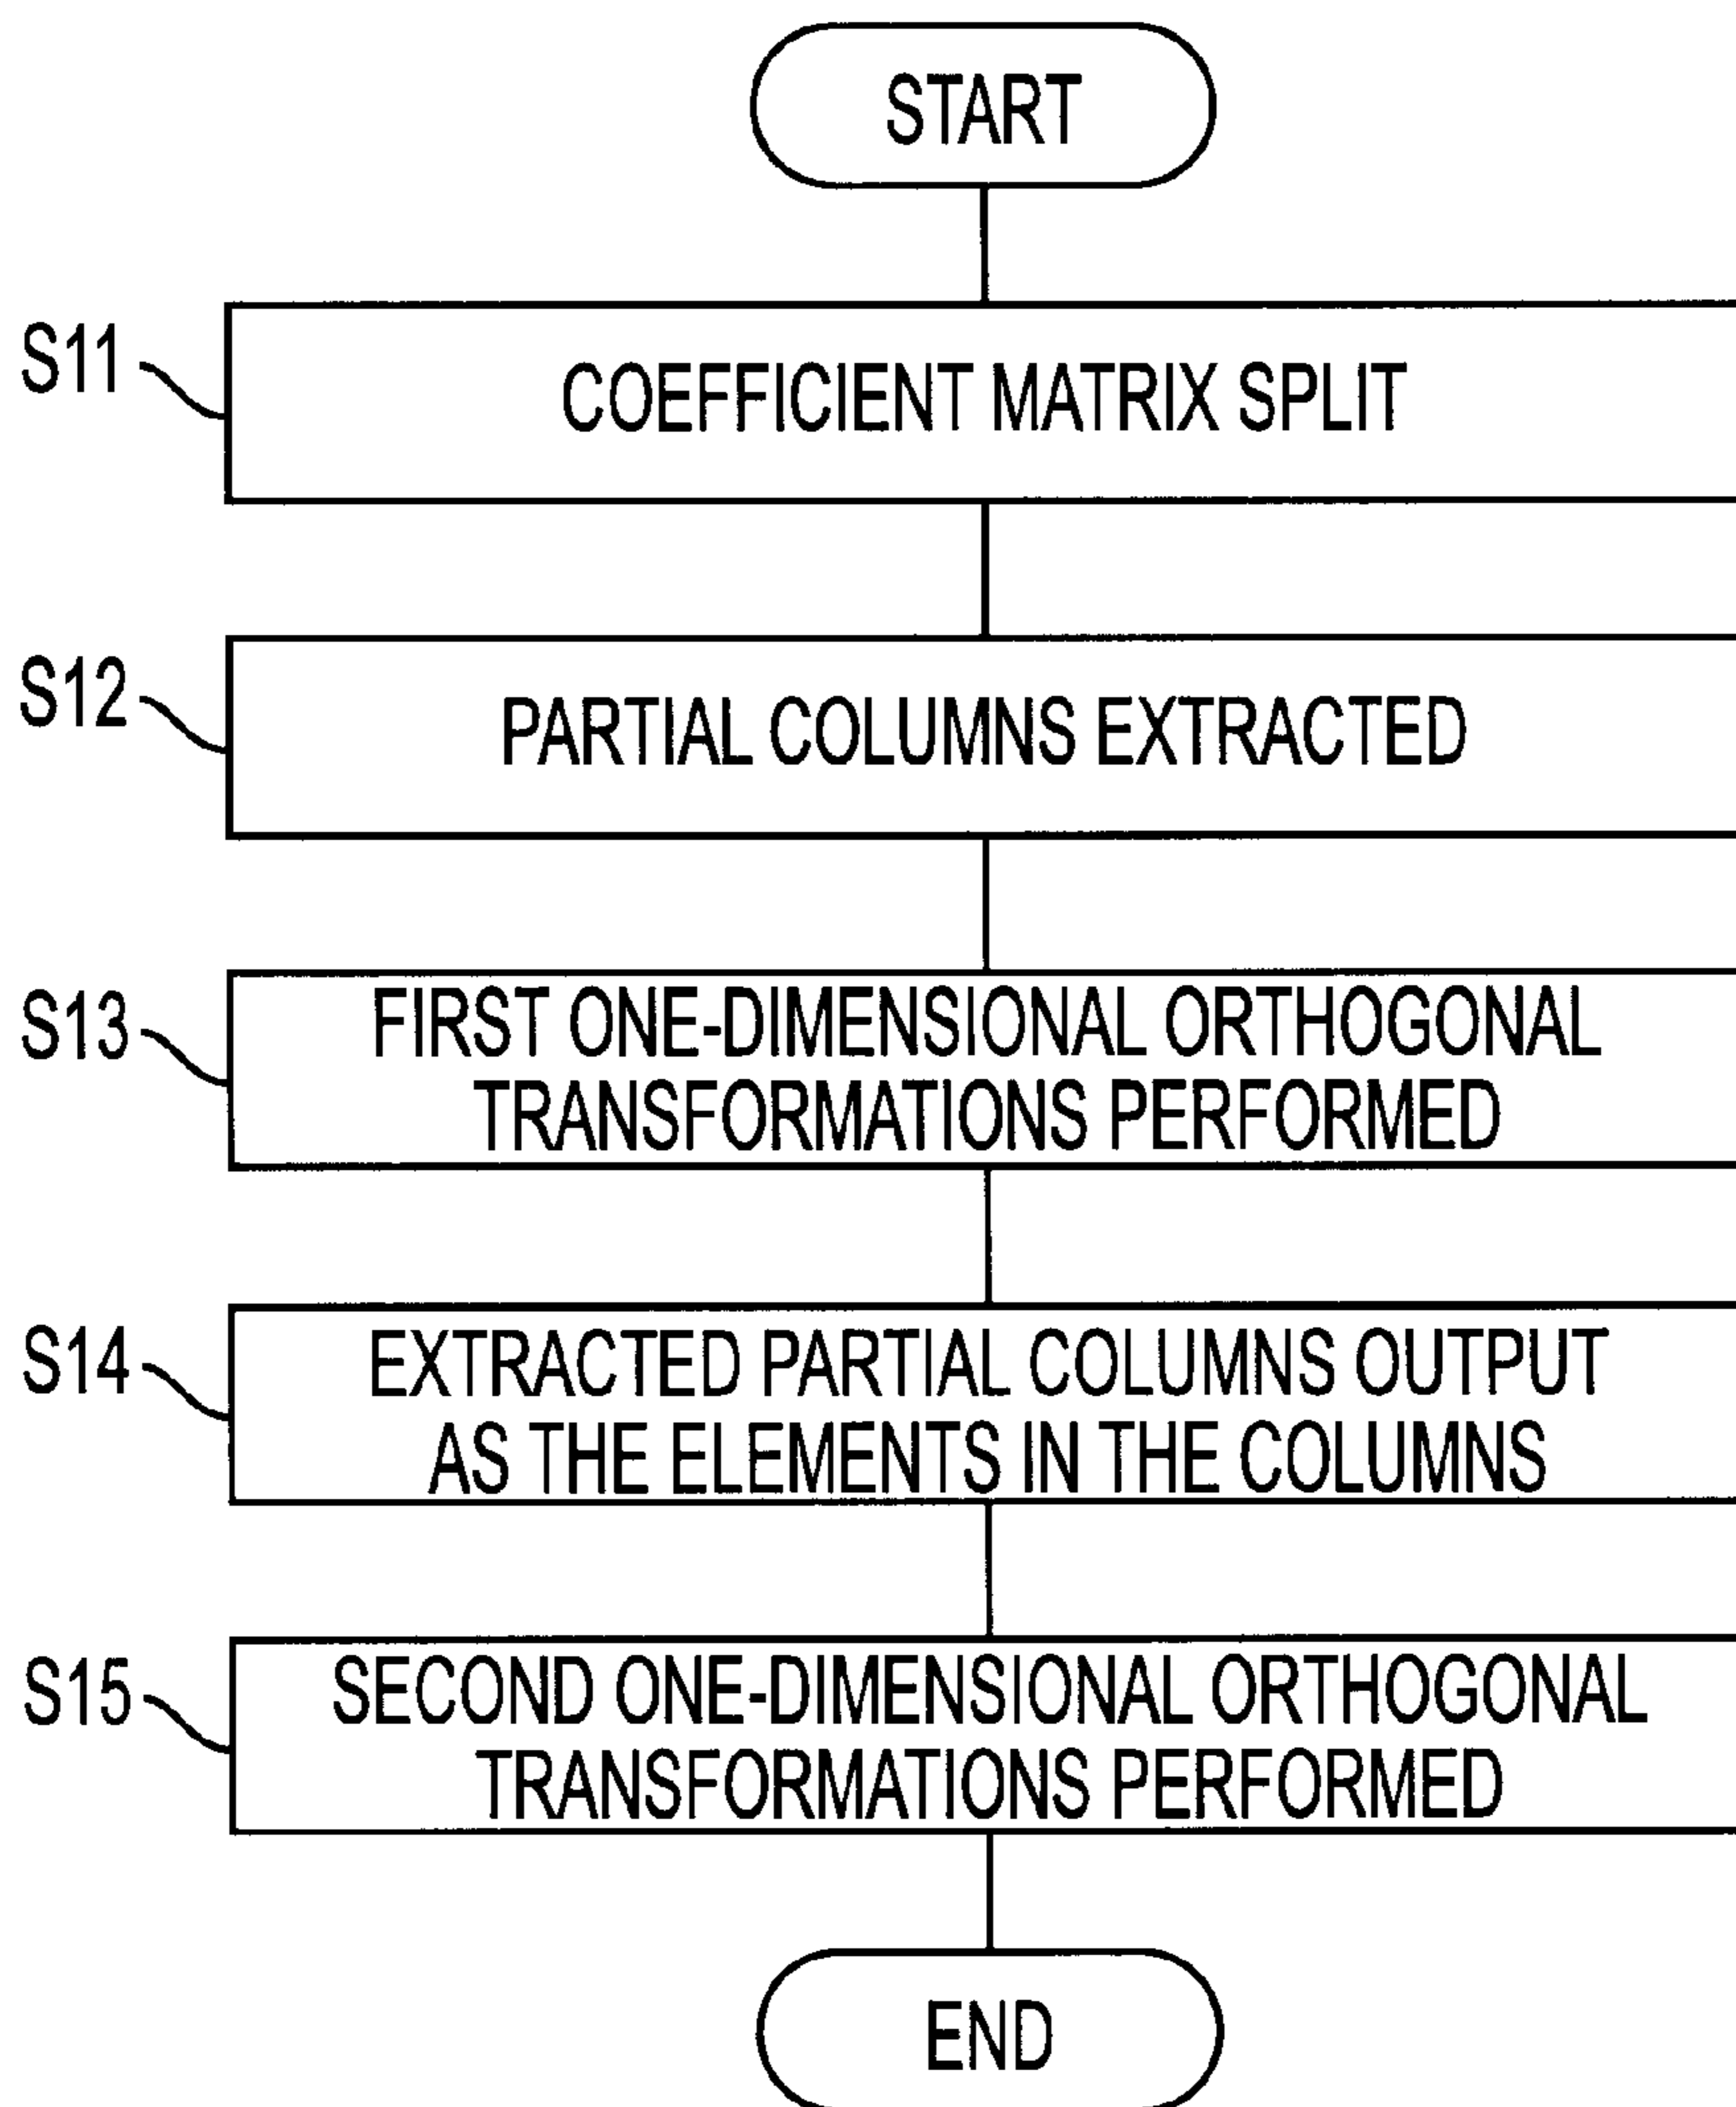 START
S11
COEFFICIENT MATRIX SPLIT
S12
PARTIAL COLUMNS EXTRACTED
S13
FIRST ONE-DIMENSIONAL ORTHOGONAL
TRANSFORMATIONS PERFORMED
S14
EXTRACTED PARTIAL COLUMNS OUTPUT
AS THE ELEMENTS IN THE COLUMNS
S15
SECOND ONE-DIMENSIONAL ORTHOGONAL
TRANSFORMATIONS PERFORMED
END